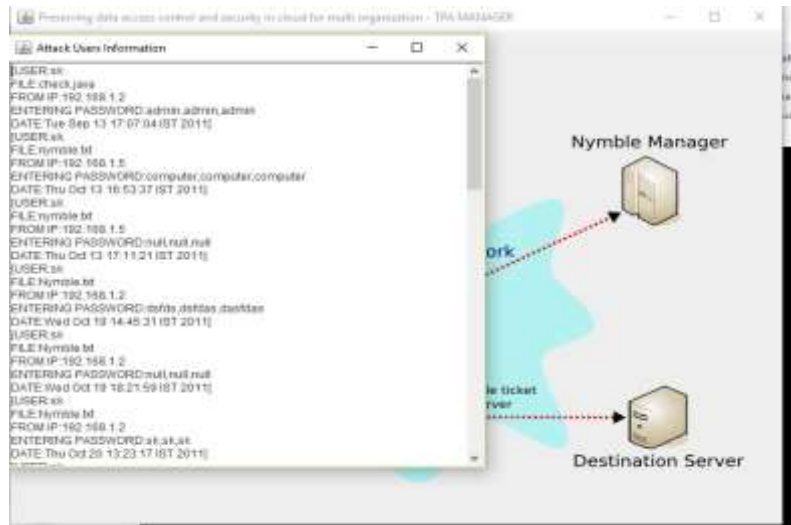 Preserving data access control and security in cloud for multi organization - TPA MANAGER
Attack Users Information
[USER:sk
FILE:check.java
FROM IP:192.168.1.2
ENTERING PASSWORD:admin,admin,admin
DATE:Tue Sep 13 17:07:04 IST 2011]
[USER:sk
FILE:nymble.txt
FROM IP:192.168.1.5
ENTERING PASSWORD:computer,computer,computer
DATE:Thu Oct 13 16:53:37 IST 2011]
[USER:sk
FILE:nymble.txt
FROM IP:192.168.1.5
ENTERING PASSWORD:null,null,null
DATE:Thu Oct 13 17:11:21 IST 2011]
[USER:sk
FILE:Nymble.txt
FROM IP:192.168.1.2
ENTERING PASSWORD:
DATE:Wed Oct 19 14:45:31 IST 2011]
[USER:sk
FILE:Nymble.txt
FROM IP:192.168.1.2
ENTERING PASSWORD:null,null,null
DATE:Wed Oct 19 18:21:59 IST 2011]
[USER:sk
FILE:Nymble.txt
FROM IP:192.168.1.2
ENTERING PASSWORD:sk,sk,sk
DATE:Thu Oct 20 13:23:17 IST 2011]
Nymble Manager
ork
le ticket
rver
Destination Server